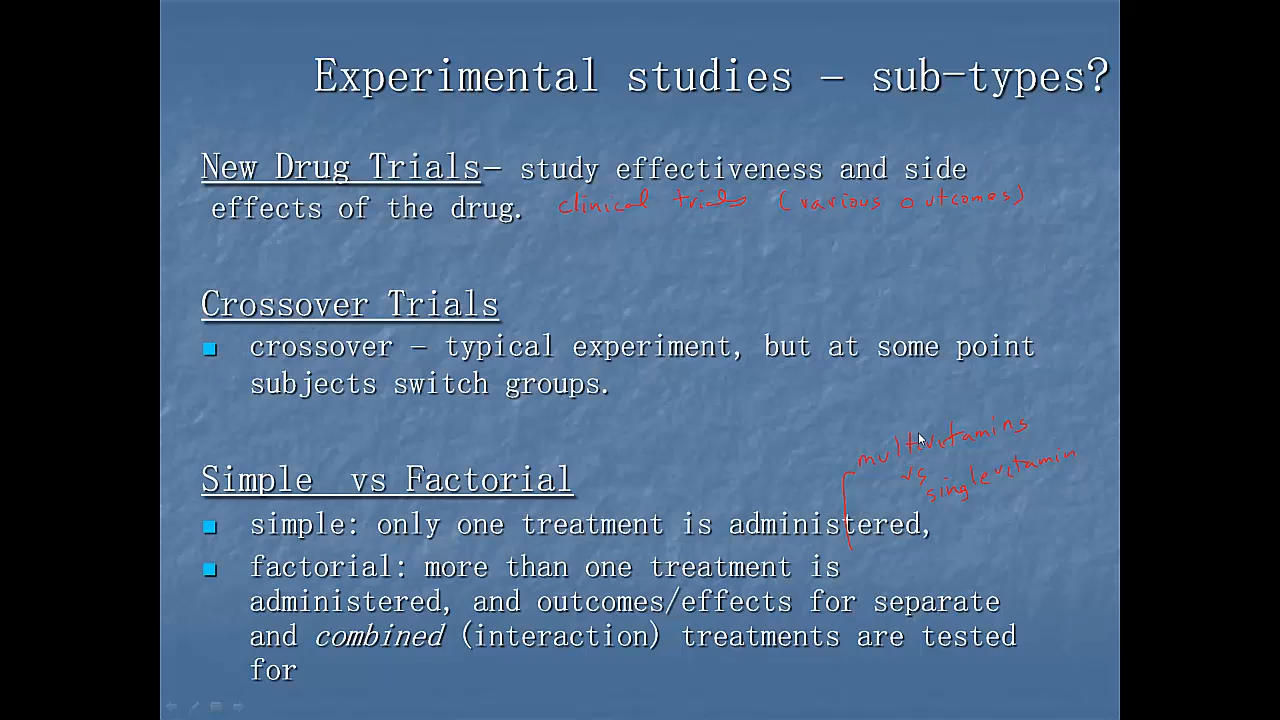 Experimental studies – sub-types?
New Drug Trials– study effectiveness and side
effects of the drug. clinical trials (various outcomes)
Crossover Trials
crossover – typical experiment, but at some point
subjects switch groups.
multivitamins
vs
single vitamin
Simple vs Factorial
simple: only one treatment is administered,
factorial: more than one treatment is
administered, and outcomes/effects for separate
and combined (interaction) treatments are tested
for